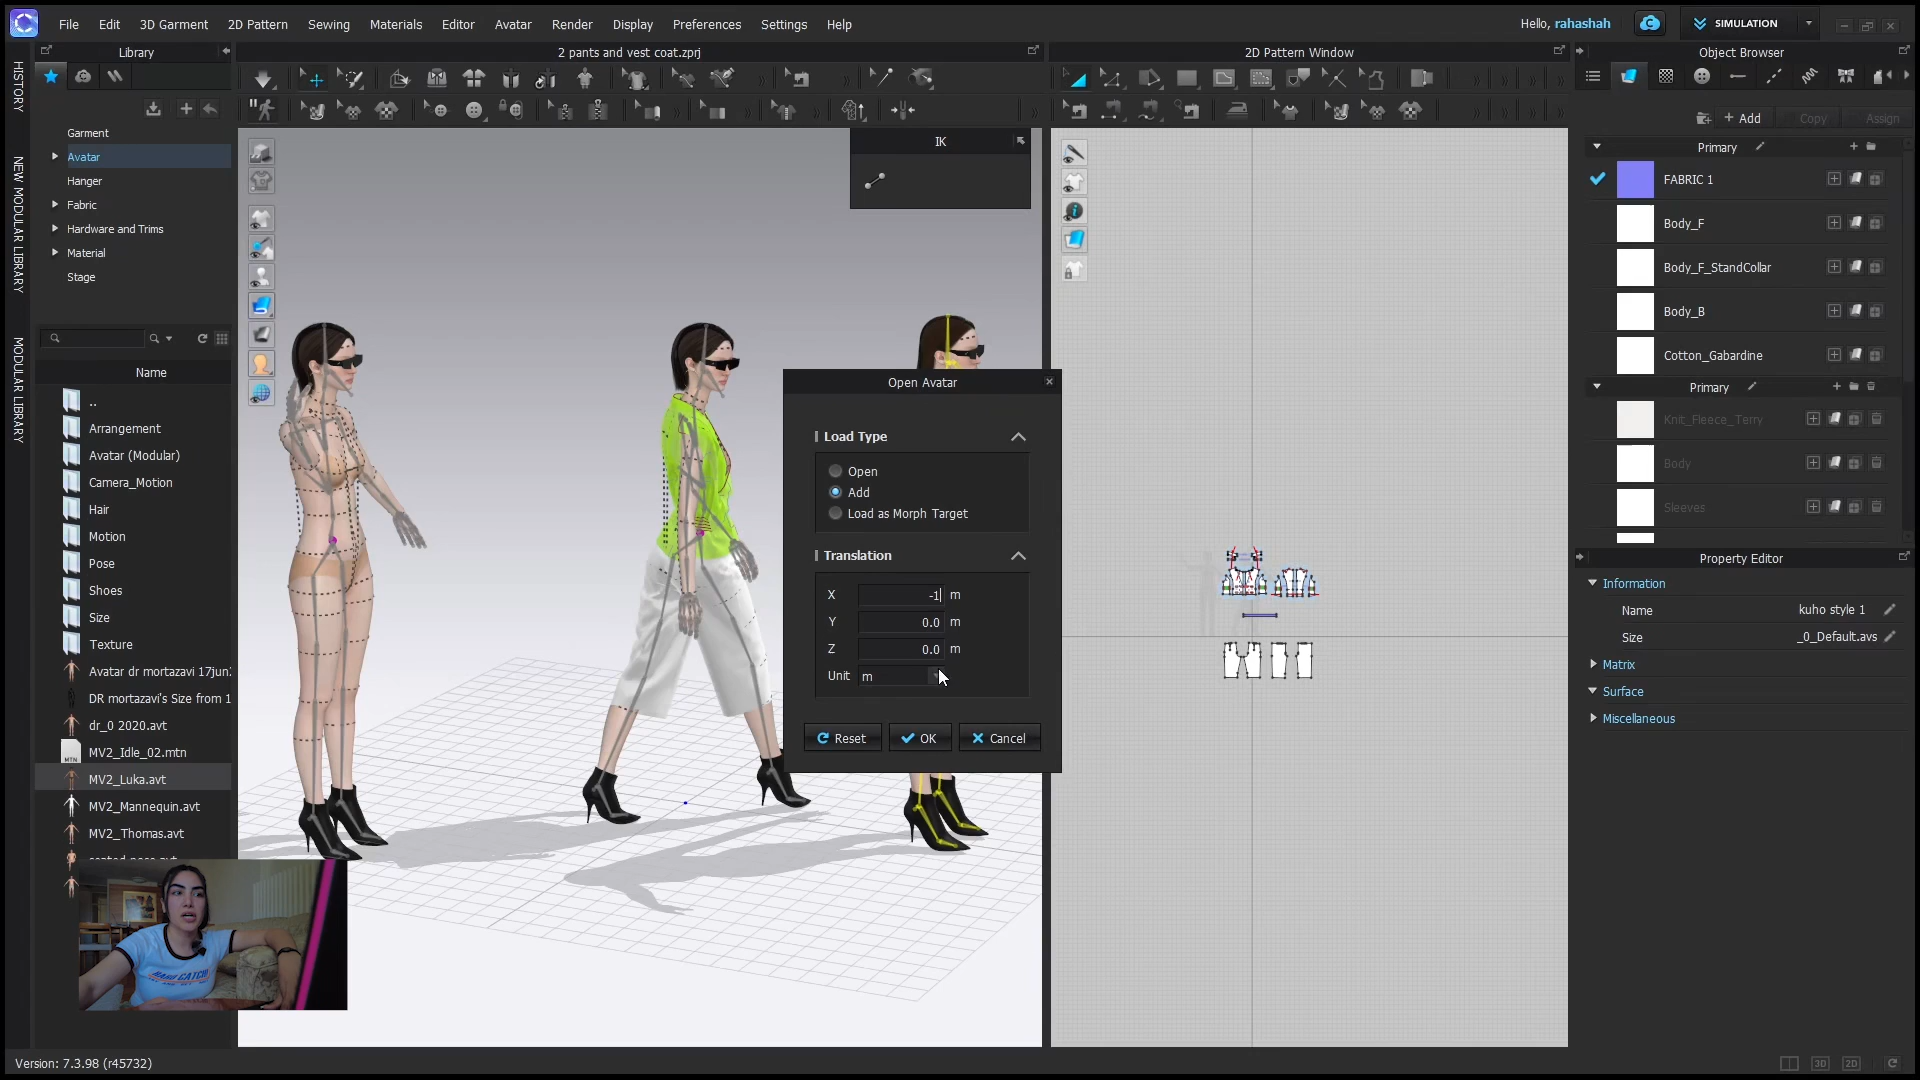 File Edit 3D Garment 2D Pattern Sewing Materials Editor Avatar Render Display Preferences Settings Help
Hello, rahashah
SIMULATION
HISTORY
NEW MODULAR LIBRARY
MODULAR LIBRARY
Library
Garment
Avatar
Hanger
Fabric
Hardware and Trims
Material
Stage
Name
..
Arrangement
Avatar (Modular)
Camera_Motion
Hair
Motion
Pose
Shoes
Size
Texture
Avatar dr mortazavi 17jun
DR mortazavi's Size from 1
dr_0 2020.avt
MTN
MV2_Idle_02.mtn
MV2_Luka.avt
MV2_Mannequin.avt
MV2_Thomas.avt
2 pants and vest coat.zprj
IK
Open Avatar
Load Type
Open
Add
Load as Morph Target
Translation
X -1 m
Y 0.0 m
Z 0.0 m
Unit m
Reset OK Cancel
2D Pattern Window
Object Browser
+ Add Copy Assign
Primary
FABRIC 1
Body_F
Body_F_StandCollar
Body_B
Cotton_Gabardine
Primary
Knit_Fleece_Terry
Body
Sleeves
Property Editor
Information
Name kuho style 1
Size _0_Default.avs
Matrix
Surface
Miscellaneous
Version: 7.3.98 (r45732)
3D 2D